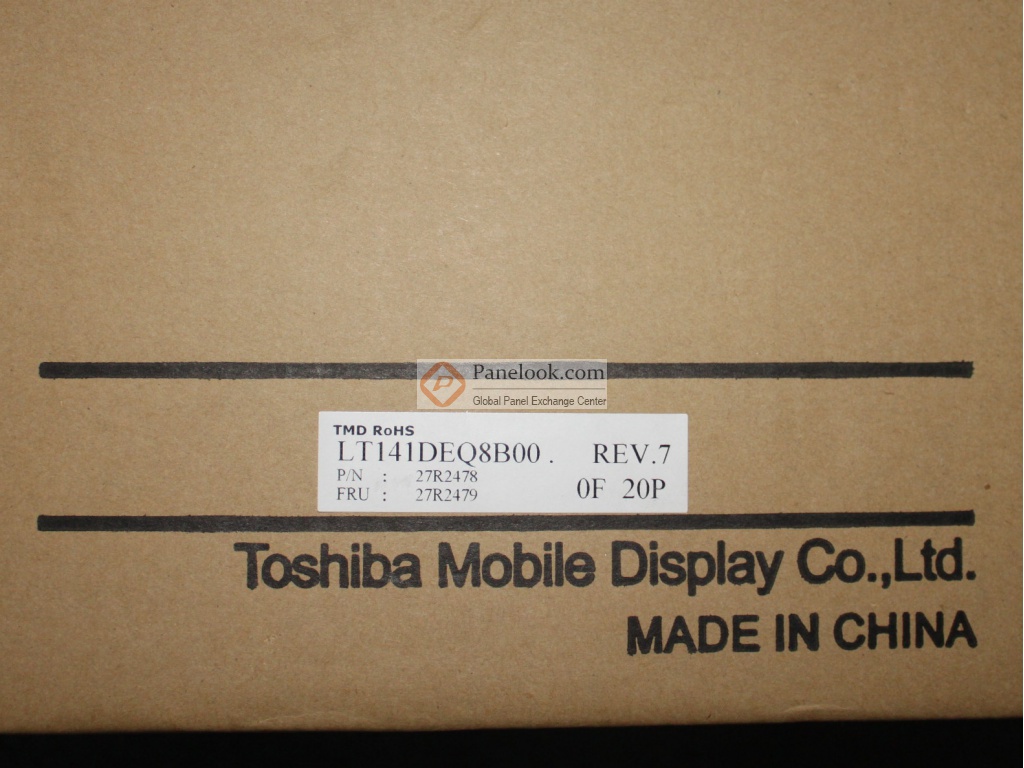 Panelook.com
Global Panel Exchange Center
TMD RoHS
LT141DEQ8B00 . REV.7
P/N : 27R2478
FRU : 27R2479
0F 20P
Toshiba Mobile Display Co.,Ltd.
MADE IN CHINA